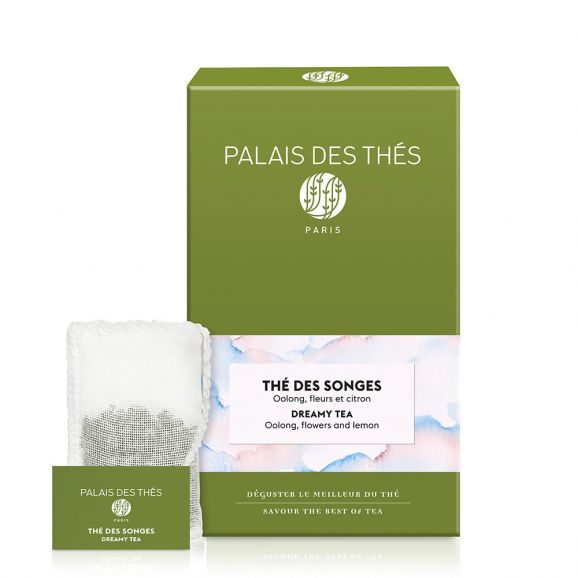 PALAIS DES THÉS
PARIS
THÉ DES SONGES
Oolong, fleurs et citron
DREAMY TEA
Oolong, flowers and lemon
DÉGUSTER LE MEILLEUR DU THÉ
SAVOUR THE BEST OF TEA
PALAIS DES THÉS
PARIS
THÉ DES SONGES
DREAMY TEA